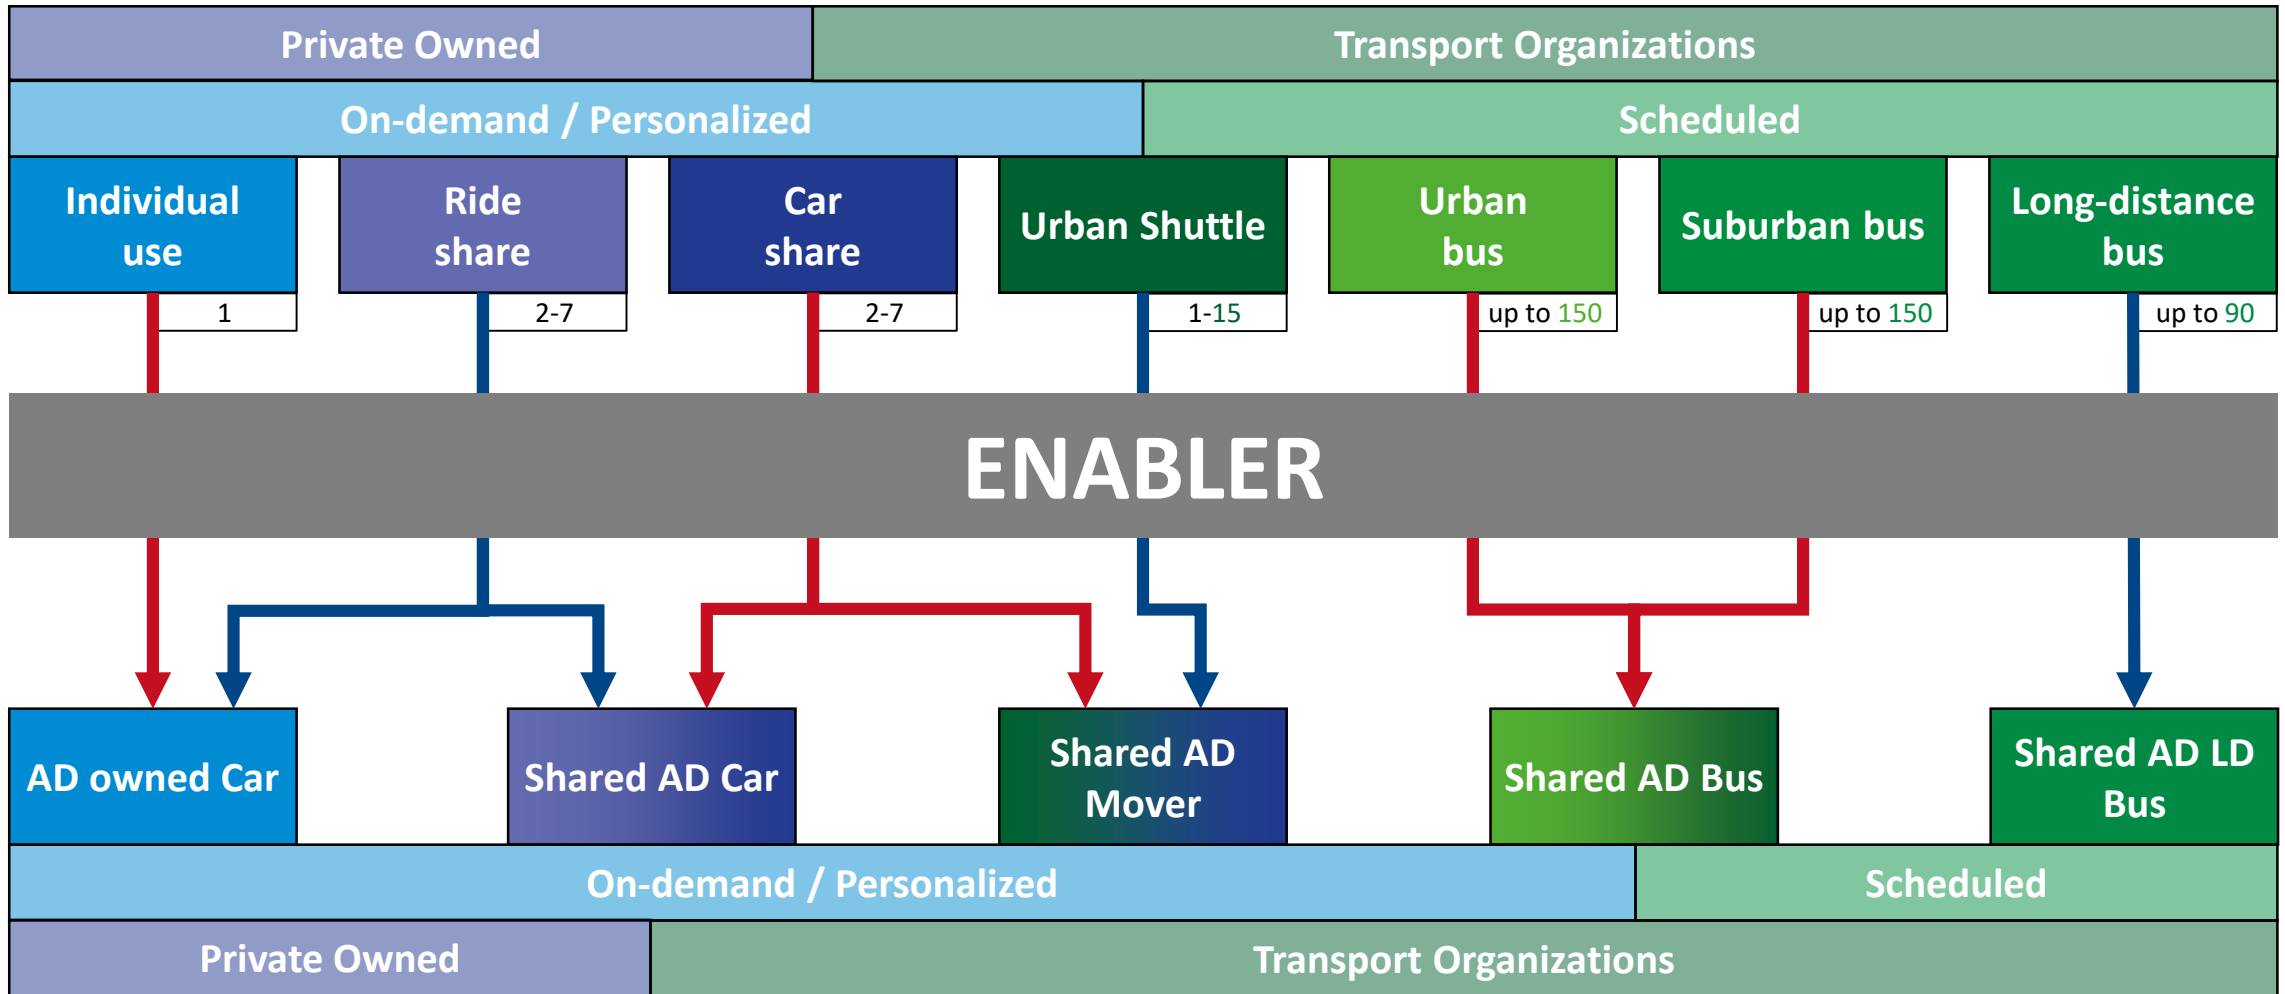 Private Owned
Transport Organizations
On-demand / Personalized
Scheduled
Individual
use
Ride
share
Car
share
Urban Shuttle
Urban
bus
Suburban bus
Long-distance
bus
1
2-7
2-7
1-15
up to 150
up to 150
up to 90
ENABLER
AD owned Car
Shared AD Car
Shared AD
Mover
Shared AD Bus
Shared AD LD
Bus
On-demand / Personalized
Scheduled
Private Owned
Transport Organizations